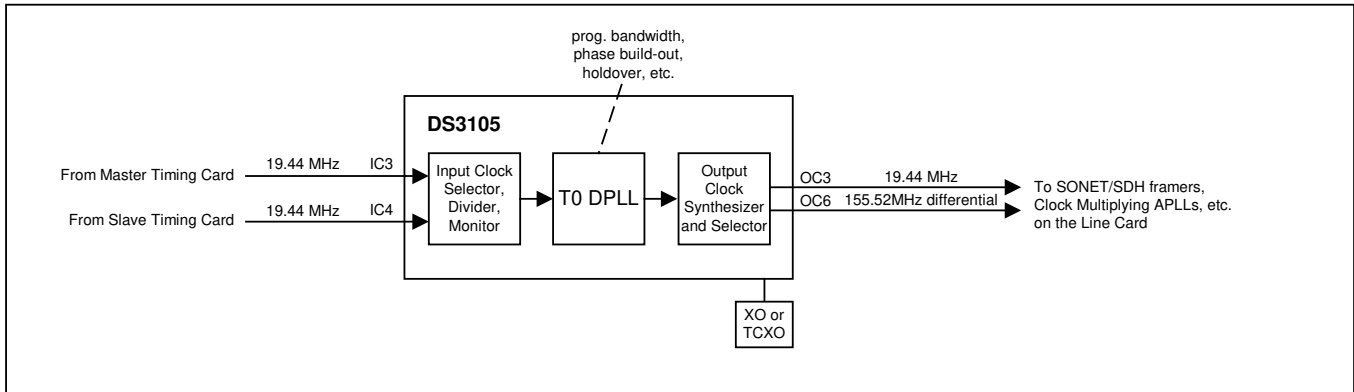 prog. bandwidth,
phase build-out,
holdover, etc.
DS3105
From Master Timing Card
19.44 MHz
IC3
From Slave Timing Card
19.44 MHz
IC4
Input Clock
Selector,
Divider,
Monitor
T0 DPLL
Output
Clock
Synthesizer
and Selector
OC3
19.44 MHz
OC6
155.52MHz differential
To SONET/SDH framers,
Clock Multiplying APLLs, etc.
on the Line Card
XO or
TCXO